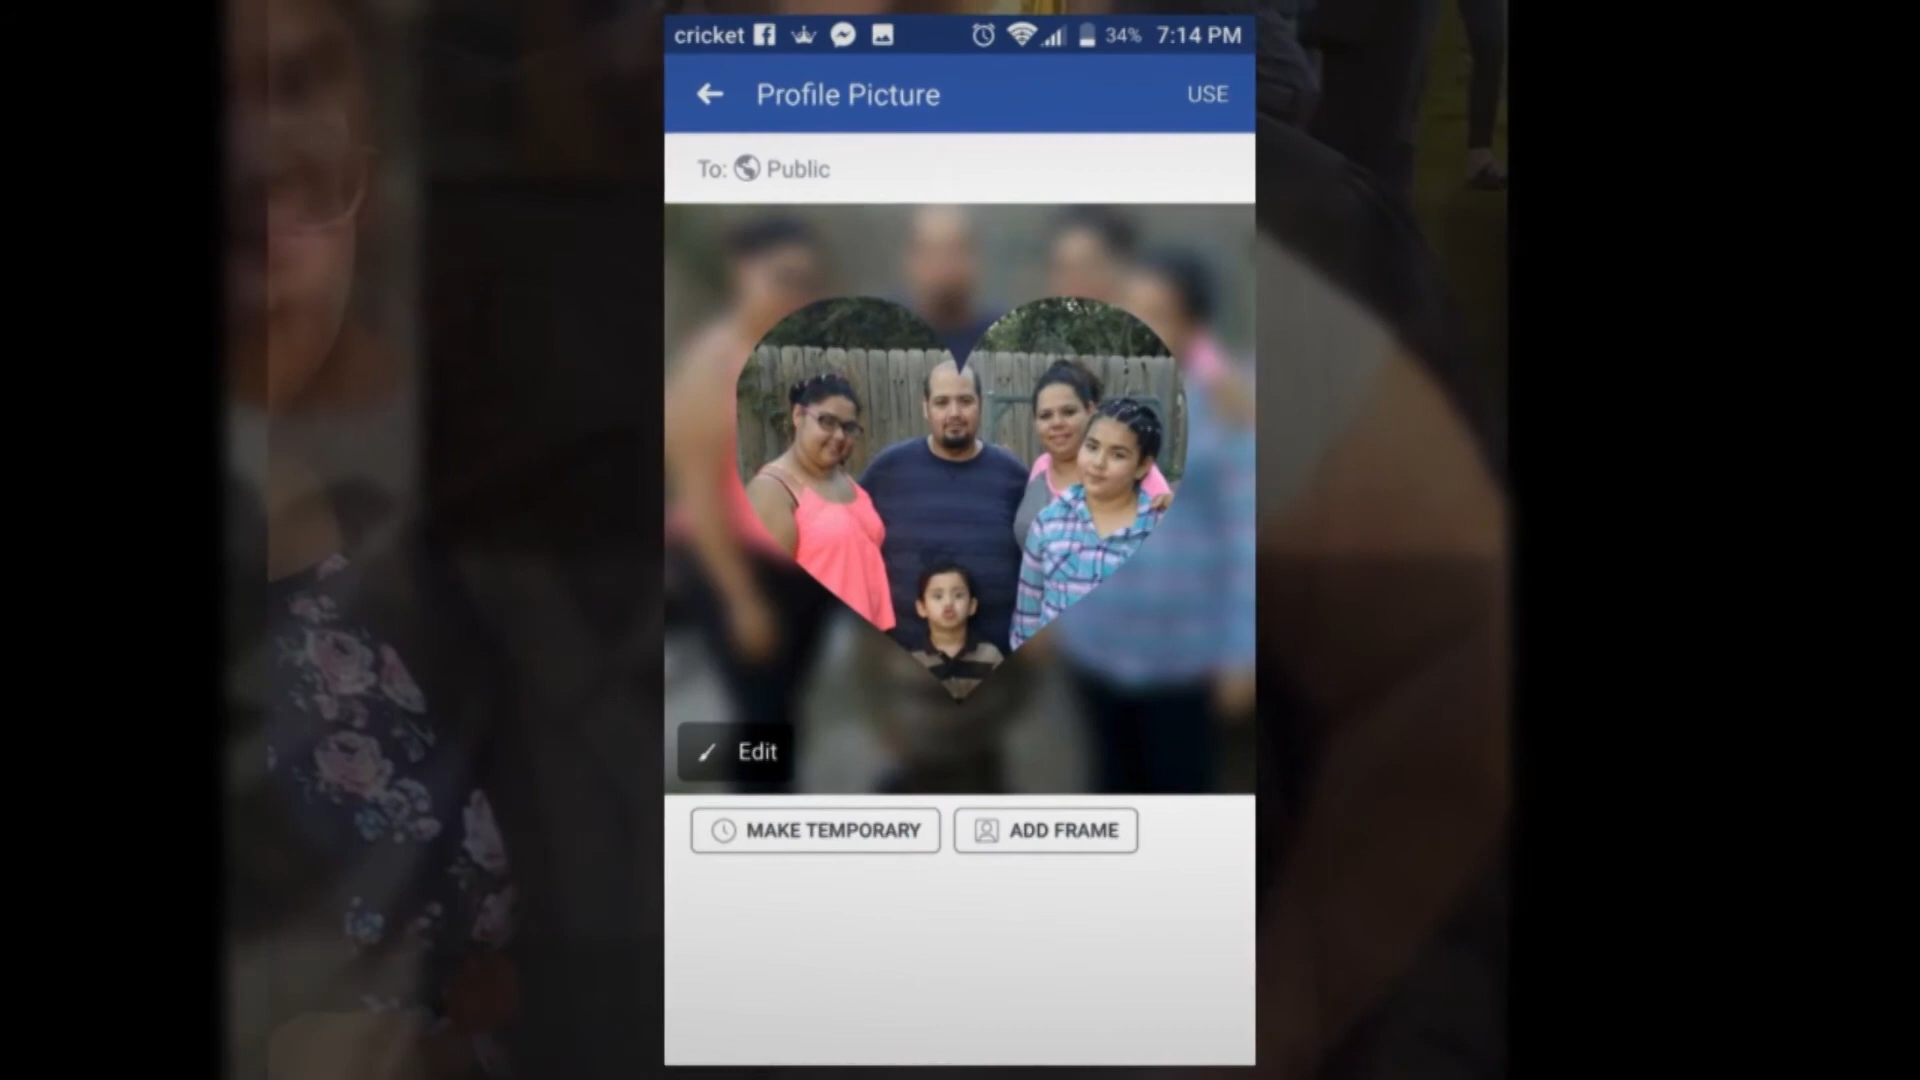 cricket 34% 7:14 PM
Profile Picture USE
To: Public
Edit
MAKE TEMPORARY ADD FRAME